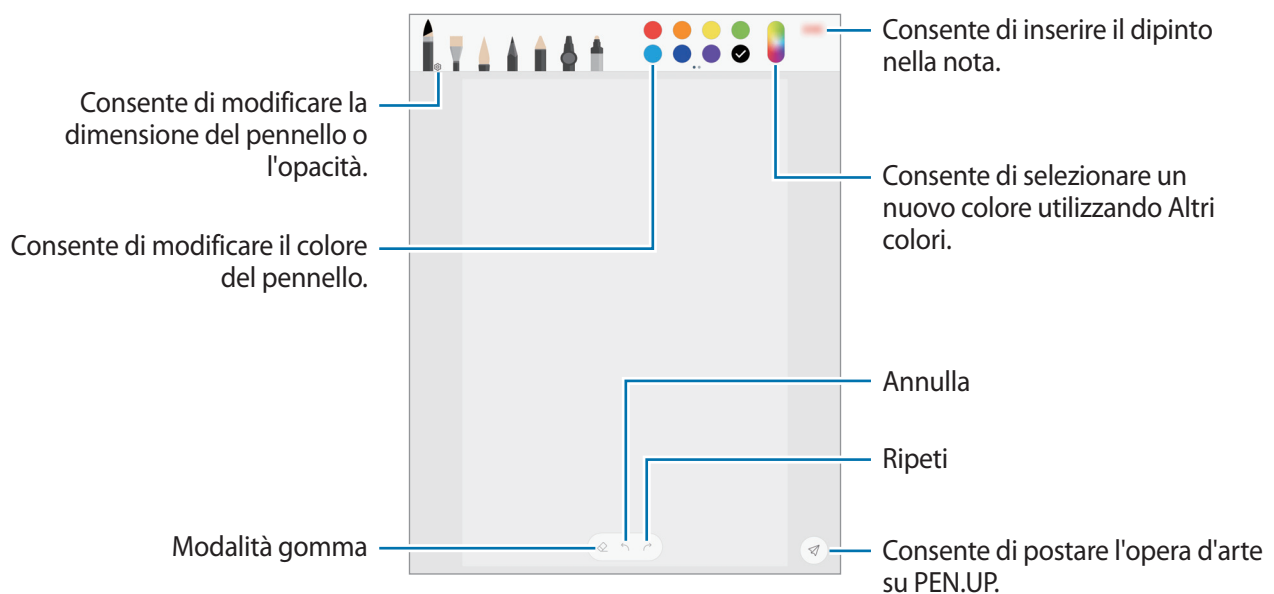 Consente di inserire il dipinto
nella nota.
Consente di modificare la
dimensione del pennello o
l'opacità.
Consente di selezionare un
nuovo colore utilizzando Altri
colori.
Consente di modificare il colore
del pennello.
Annulla
Ripeti
Modalità gomma
Consente di postare l'opera d'arte
su PEN.UP.